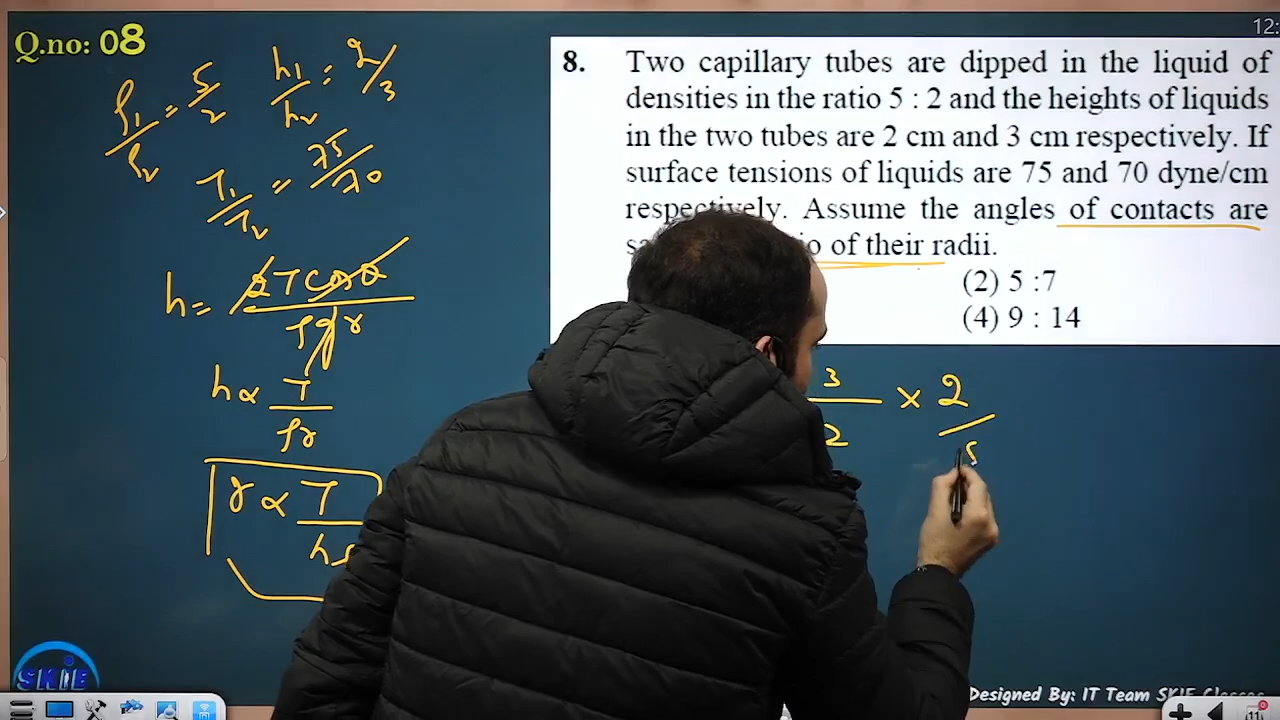 Q.no: 08
12:
ρ1/ρ2 = 5/2
h1/h2 = 2/3
T1/T2 = 75/70
h = 2Tcosθ/ρgr
h ∝ T/ρr
r ∝ T/h
8. Two capillary tubes are dipped in the liquid of
densities in the ratio 5 : 2 and the heights of liquids
in the two tubes are 2 cm and 3 cm respectively. If
surface tensions of liquids are 75 and 70 dyne/cm
respectively. Assume the angles of contacts are
of their radii.
(2) 5 :7
(4) 9 : 14
3/2 × 2/5
SKIE
Designed By: IT Team SKIE Classes